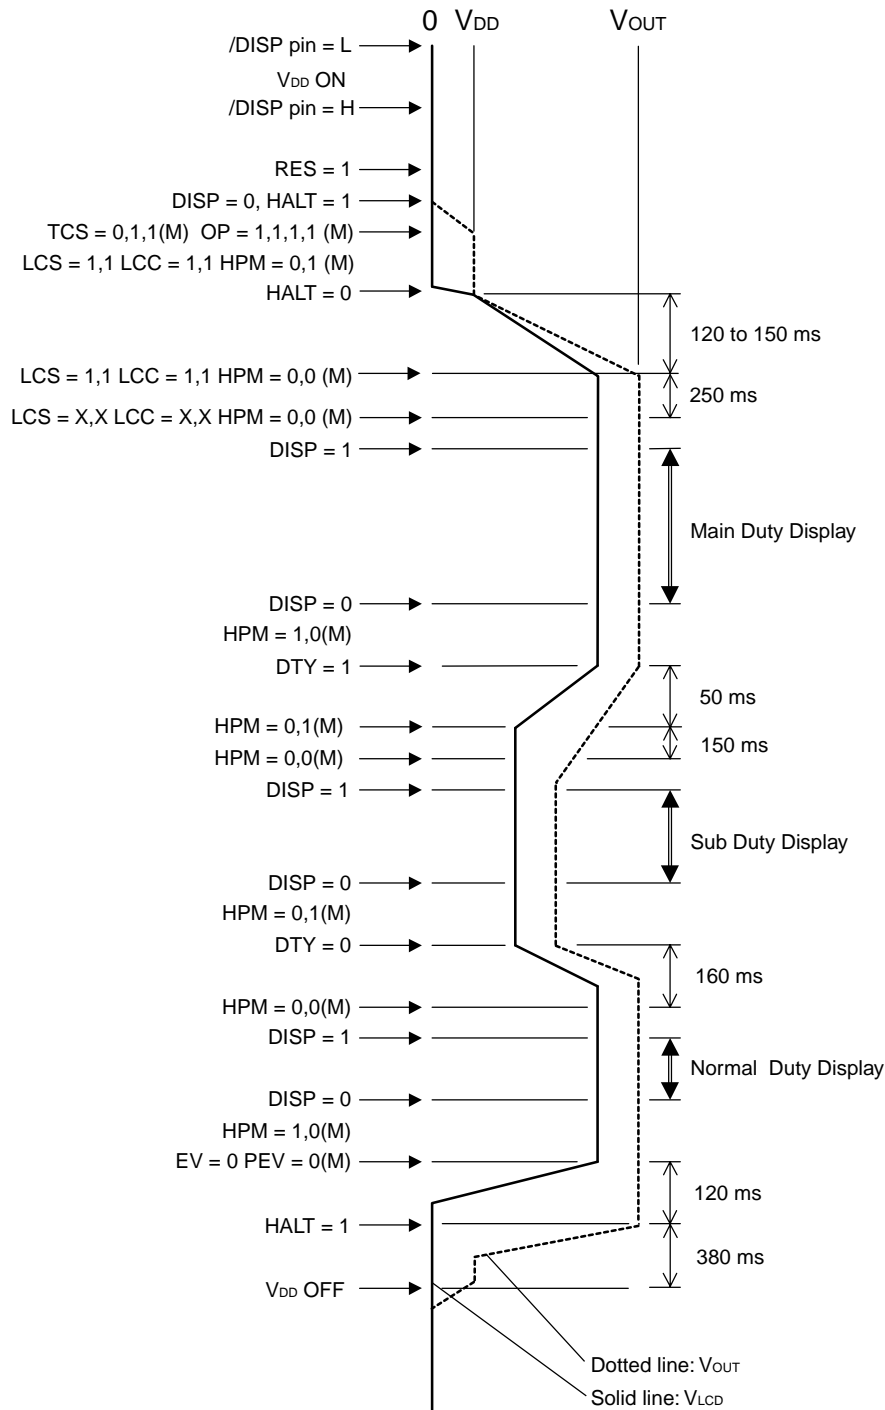 0 VDD VOUT
/DISP pin = L
VDD ON
/DISP pin = H
RES = 1
DISP = 0, HALT = 1
TCS = 0,1,1(M) OP = 1,1,1,1 (M)
LCS = 1,1 LCC = 1,1 HPM = 0,1 (M)
HALT = 0
120 to 150 ms
LCS = 1,1 LCC = 1,1 HPM = 0,0 (M)
250 ms
LCS = X,X LCC = X,X HPM = 0,0 (M)
DISP = 1
Main Duty Display
DISP = 0
HPM = 1,0(M)
DTY = 1
50 ms
HPM = 0,1(M)
150 ms
HPM = 0,0(M)
DISP = 1
Sub Duty Display
DISP = 0
HPM = 0,1(M)
DTY = 0
160 ms
HPM = 0,0(M)
DISP = 1
Normal Duty Display
DISP = 0
HPM = 1,0(M)
EV = 0 PEV = 0(M)
120 ms
HALT = 1
380 ms
VDD OFF
Dotted line: VOUT
Solid line: VLCD